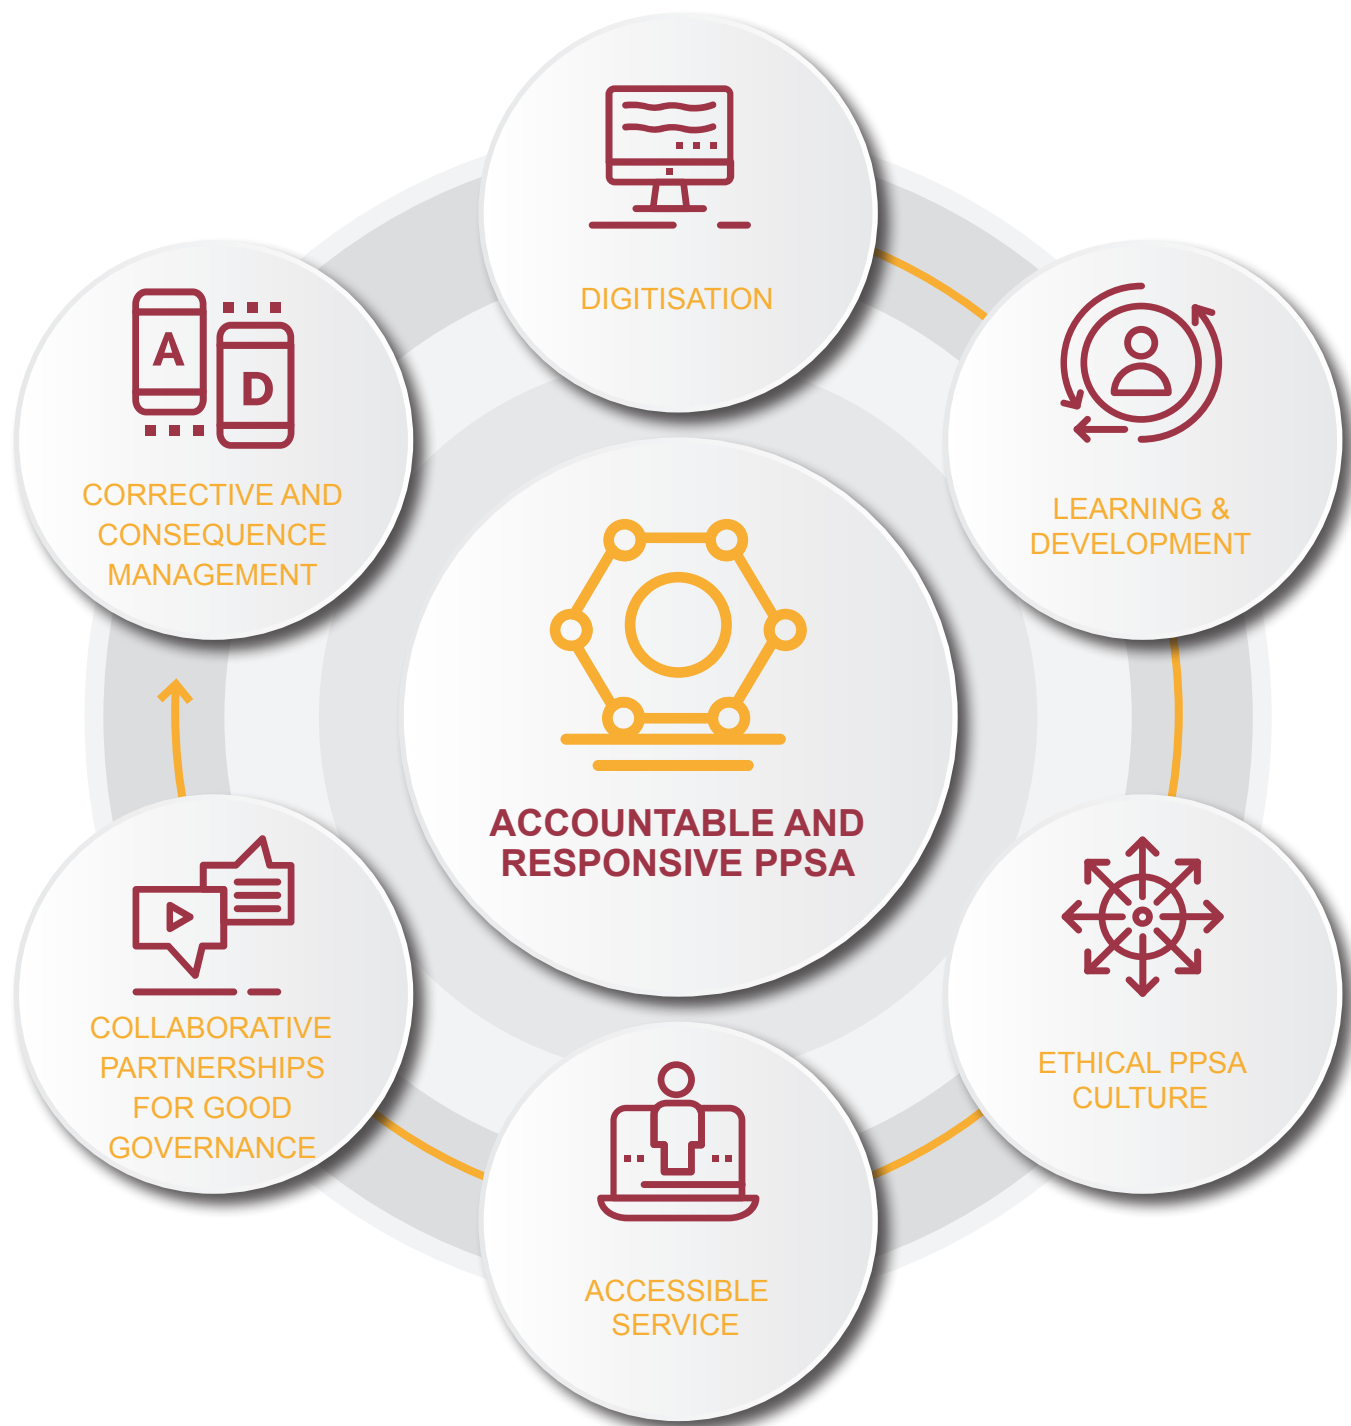 DIGITISATION
LEARNING &
DEVELOPMENT
ETHICAL PPSA
CULTURE
ACCESSIBLE
SERVICE
COLLABORATIVE
PARTNERSHIPS
FOR GOOD
GOVERNANCE
A
D
CORRECTIVE AND
CONSEQUENCE
MANAGEMENT
ACCOUNTABLE AND
RESPONSIVE PPSA